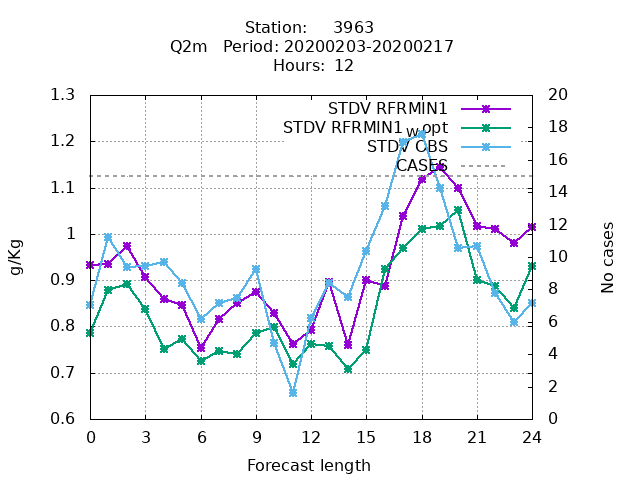 Station: 3963
Q2m Period: 20200203-20200217
Hours: 12
1.3
1.2
1.1
1
0.9
0.8
0.7
0.6
20
18
16
14
12
10
8
6
4
2
0
STDV RFRMIN1
STDV RFRMIN1_w_opt
STDV OBS
CASES
g/Kg
No cases
0 3 6 9 12 15 18 21 24
Forecast length